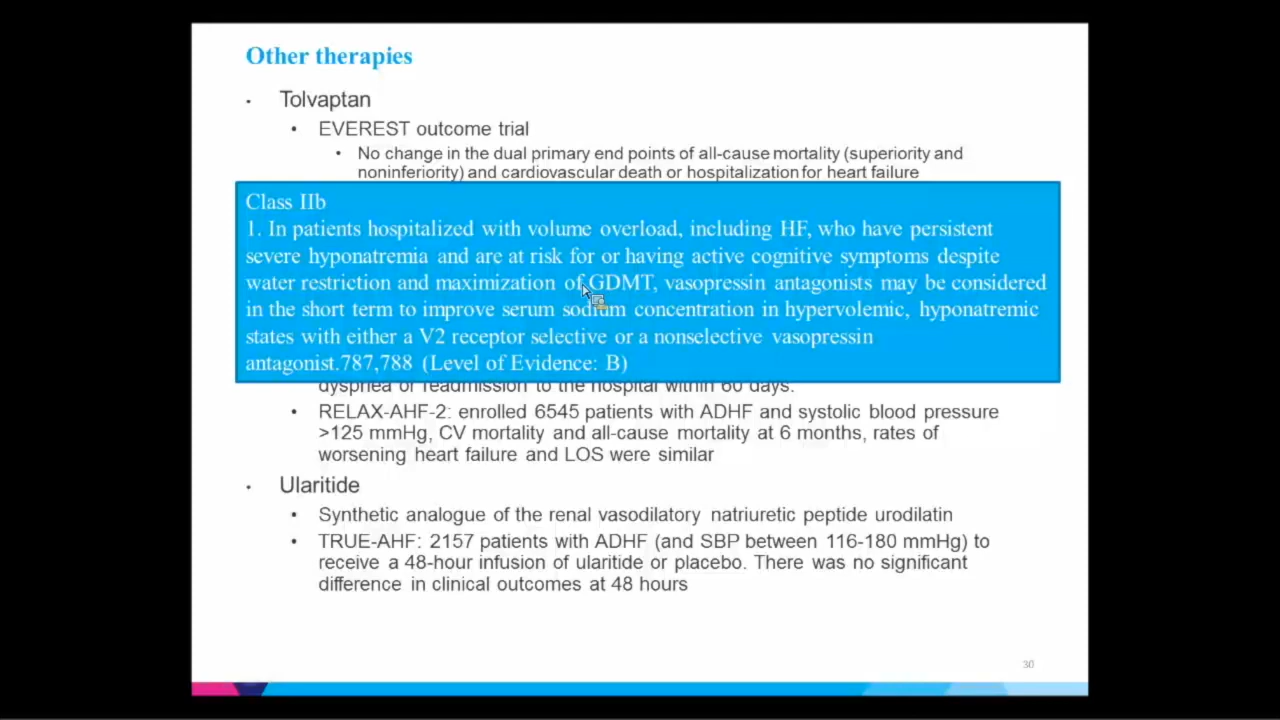 Other therapies
Tolvaptan
EVEREST outcome trial
No change in the dual primary end points of all-cause mortality (superiority and
noninferiority) and cardiovascular death or hospitalization for heart failure
Class IIb
1. In patients hospitalized with volume overload, including HF, who have persistent
severe hyponatremia and are at risk for or having active cognitive symptoms despite
water restriction and maximization of GDMT, vasopressin antagonists may be considered
in the short term to improve serum sodium concentration in hypervolemic, hyponatremic
states with either a V2 receptor selective or a nonselective vasopressin
antagonist.787,788 (Level of Evidence: B)
dyspnea or readmission to the hospital within 60 days.
RELAX-AHF-2: enrolled 6545 patients with ADHF and systolic blood pressure
>125 mmHg, CV mortality and all-cause mortality at 6 months, rates of
worsening heart failure and LOS were similar
Ularitide
Synthetic analogue of the renal vasodilatory natriuretic peptide urodilatin
TRUE-AHF: 2157 patients with ADHF (and SBP between 116-180 mmHg) to
receive a 48-hour infusion of ularitide or placebo. There was no significant
difference in clinical outcomes at 48 hours
30